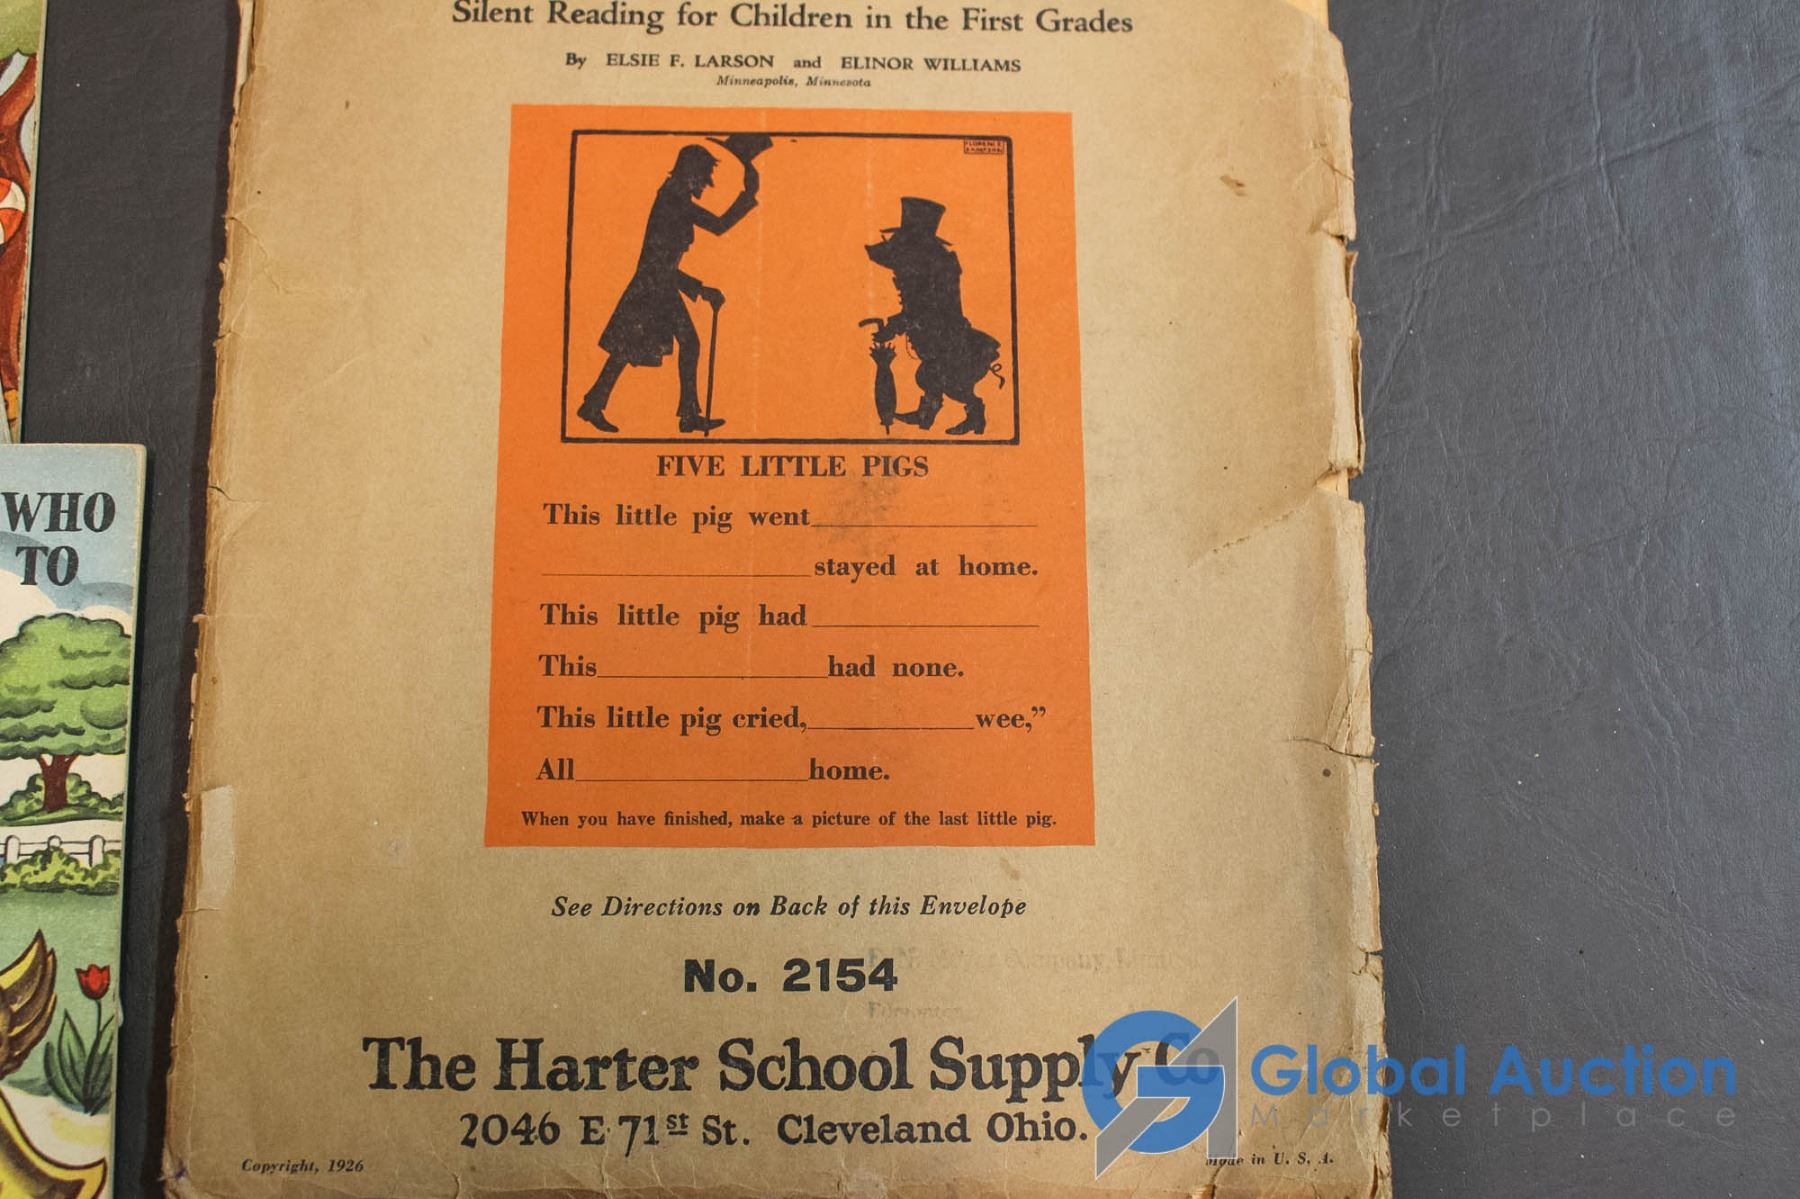 Silent Reading for Children in the First Grades
By ELSIE F. LARSON and ELINOR WILLIAMS
Minneapolis, Minnesota
FLORENCE SAMPSON
FIVE LITTLE PIGS
This little pig went
stayed at home.
This little pig had
This had none.
This little pig cried, wee,”
All home.
When you have finished, make a picture of the last little pig.
See Directions on Back of this Envelope
No. 2154
The Harter School Supply Co
2046 E 71st St. Cleveland Ohio.
Copyright, 1926
Made in U. S. A.
WHO
TO
Global Auction
Marketplace